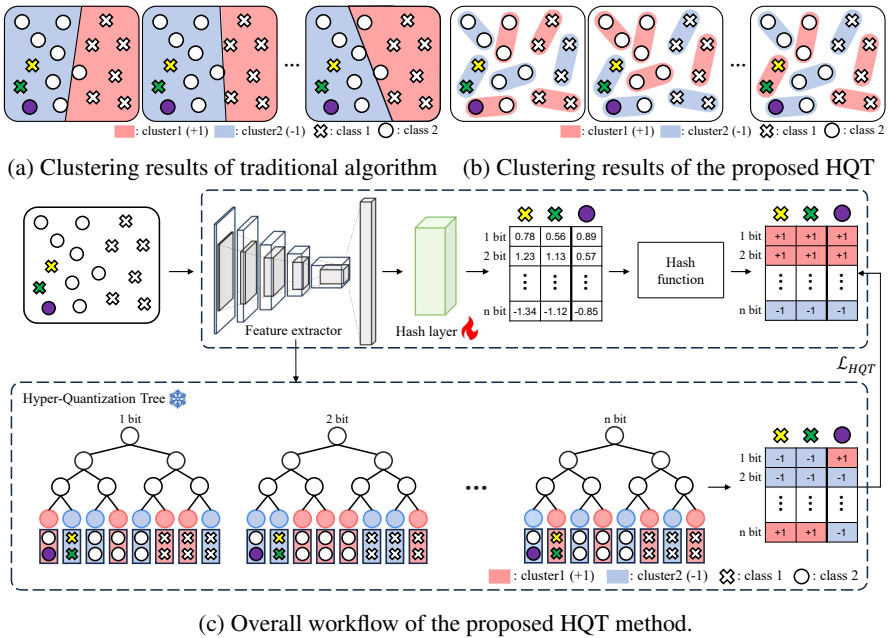 ... ...
: cluster1 (+1) : cluster2 (-1) : class 1 : class 2 : cluster1 (+1) : cluster2 (-1) : class 1 : class 2
(a) Clustering results of traditional algorithm (b) Clustering results of the proposed HQT
1 bit 0.78 0.56 0.89
2 bit 1.23 1.13 0.57
n bit -1.34 -1.12 -0.85
Feature extractor
Hash layer
Hash
function
1 bit +1 +1 +1
2 bit +1 +1 +1
n bit -1 -1 -1
ℒHQT
Hyper-Quantization Tree
1 bit 2 bit ... n bit
1 bit -1 -1 +1
2 bit -1 -1 -1
n bit +1 +1 -1
: cluster1 (+1) : cluster2 (-1) : class 1 : class 2
(c) Overall workflow of the proposed HQT method.